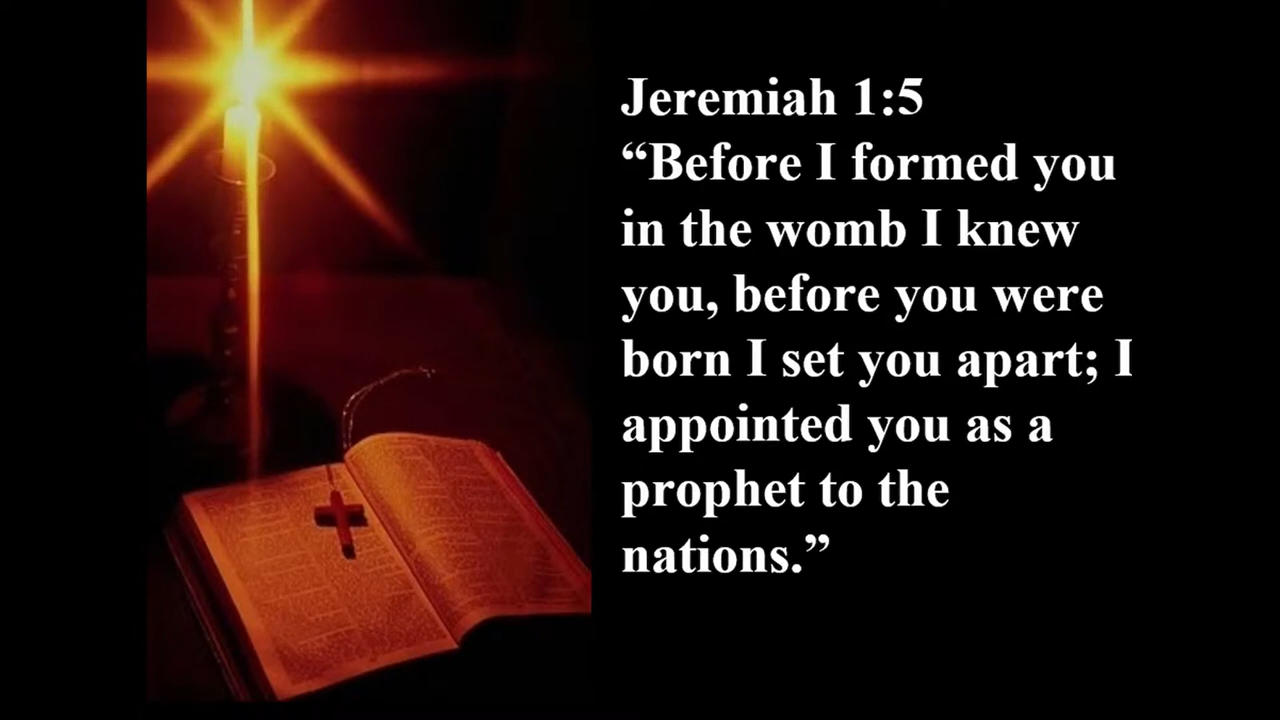 Jeremiah 1:5
“Before I formed you
in the womb I knew
you, before you were
born I set you apart; I
appointed you as a
prophet to the
nations.”